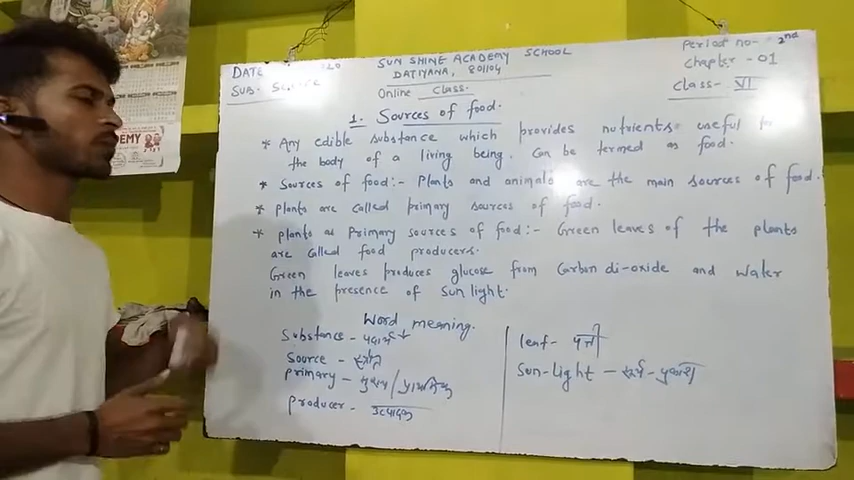 DATE
SUN SHINE ACADEMY SCHOOL
Period no- - 2nd
SUB. SCIENCE
DATIYANA, 801104
Chapter - 01
Online Class.
Class- VI
1. Sources of food.
* Any edible substance which provides nutrients useful for
the body of a living being. can be termed as food.
* Sources of food:- Plants and animals are the main sources of food.
* Plants are called primary sources of food.
* Plants as Primary sources of food:- Green leaves of the plants
are called food producers.
Green leaves produces glucose from Carbon di-oxide and water
in the presence of sun light.
Word meaning.
Substance - पदार्थ
Source - स्त्रोत
Primary - मुख्य/प्राथमिक
Producer - उत्पादक
leaf- पत्ती
Sun-Light - सूर्य-प्रकाश
EMY